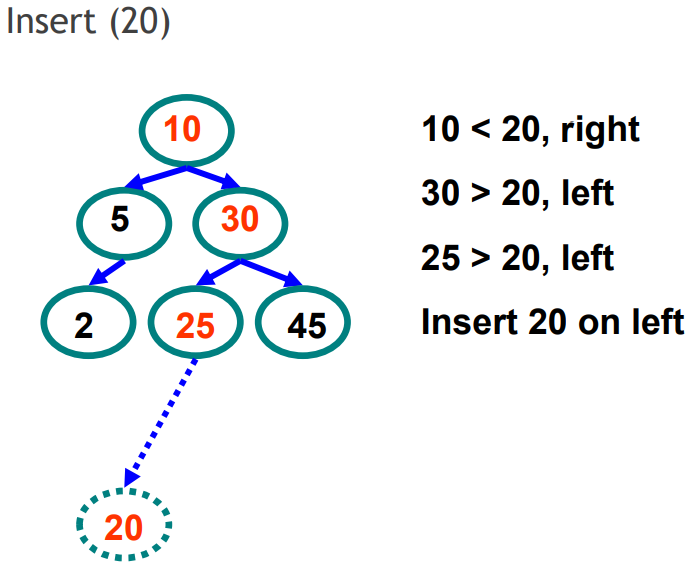 Insert (20)
10
10 < 20, right
5
30
30 > 20, left
25 > 20, left
2
25
45
Insert 20 on left
20